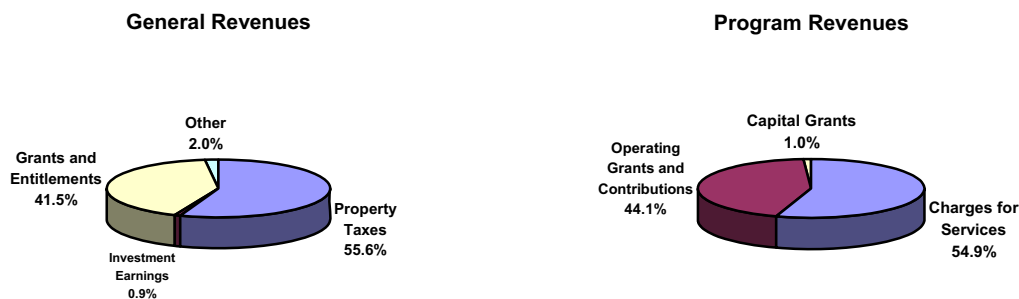 General Revenues
Other
2.0%
Grants and
Entitlements
41.5%
Property
Taxes
55.6%
Investment
Earnings
0.9%
Program Revenues
Capital Grants
1.0%
Operating
Grants and
Contributions
44.1%
Charges for
Services
54.9%